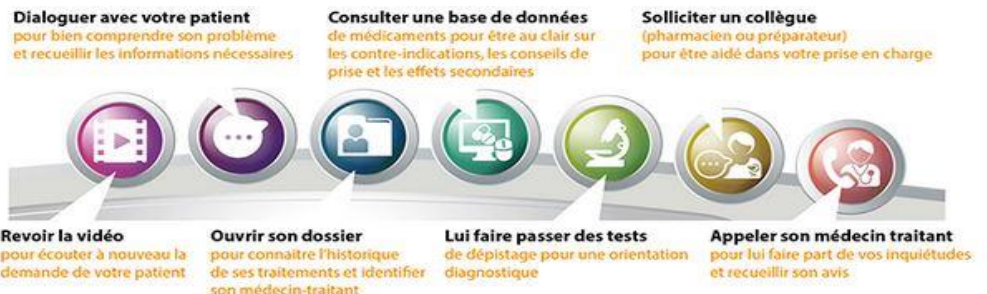 Dialoguer avec votre patient
pour bien comprendre son problème
et recueillir les informations nécessaires
Consulter une base de données
de médicaments pour être au clair sur
les contre-indications, les conseils de
prise et les effets secondaires
Solliciter un collègue
(pharmacien ou préparateur)
pour être aidé dans votre prise en charge
Revoir la vidéo
pour écouter à nouveau la
demande de votre patient
Ouvrir son dossier
pour connaitre l'historique
de ses traitements et identifier
son médecin-traitant
Lui faire passer des tests
de dépistage pour une orientation
diagnostique
Appeler son médecin traitant
pour lui faire part de vos inquiétudes
et recueillir son avis